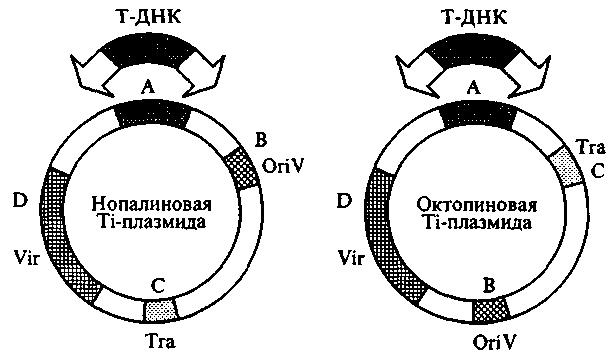 Т-ДНК
A
B
OriV
D
Нопалиновая
Ti-плазмида
Vir
C
Tra
Т-ДНК
A
Tra
C
D
Октопиновая
Ti-плазмида
Vir
B
OriV